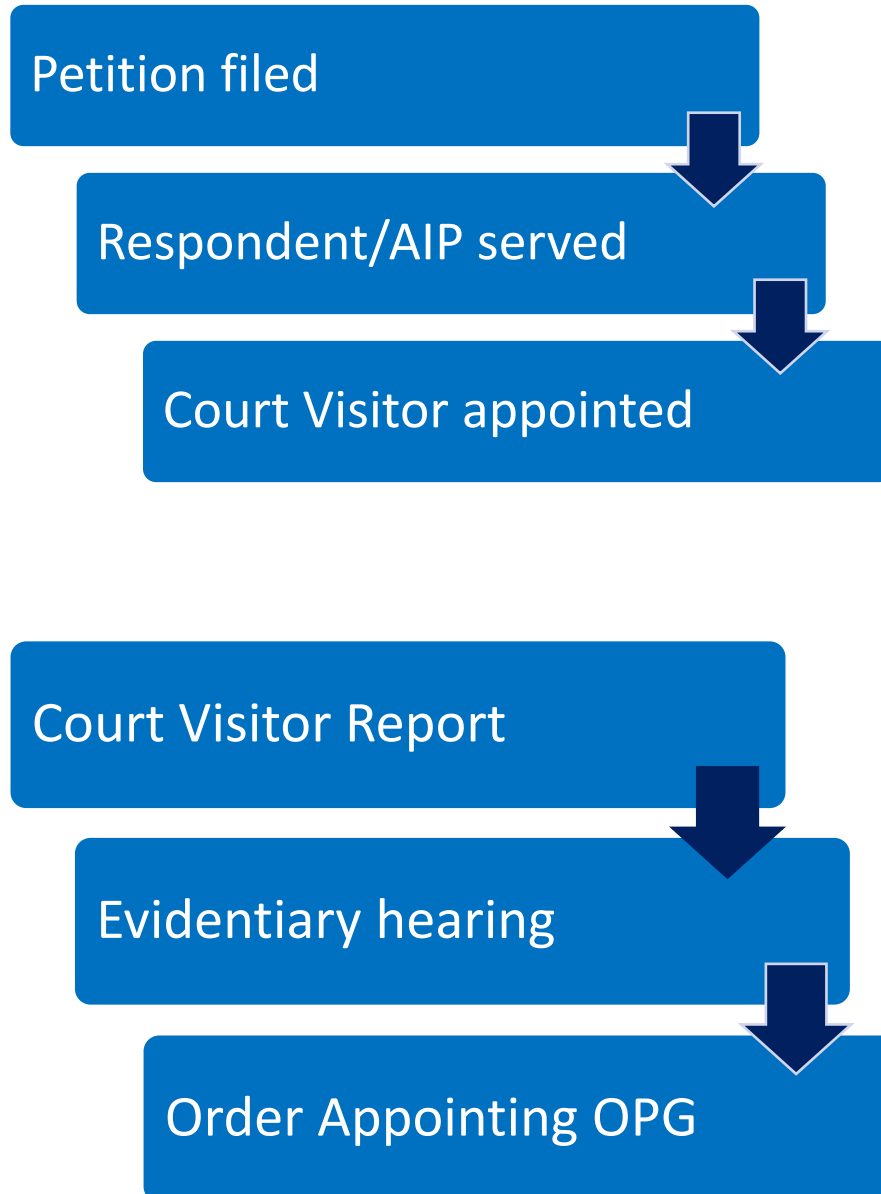 Petition filed
Respondent/AIP served
Court Visitor appointed
Court Visitor Report
Evidentiary hearing
Order Appointing OPG